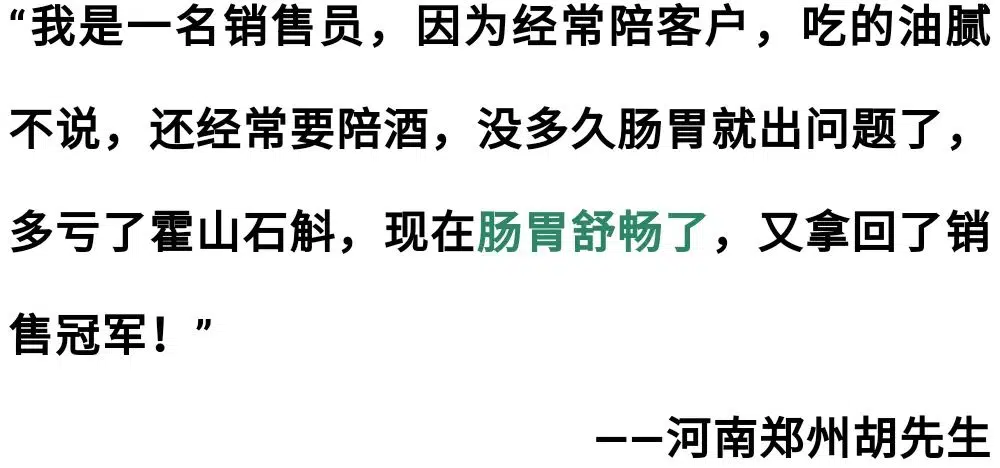 “我是一名销售员，因为经常陪客户，吃的油腻
不说，还经常要陪酒，没多久肠胃就出问题了，
多亏了霍山石斛，现在肠胃舒畅了，又拿回了销
售冠军！”
——河南郑州胡先生